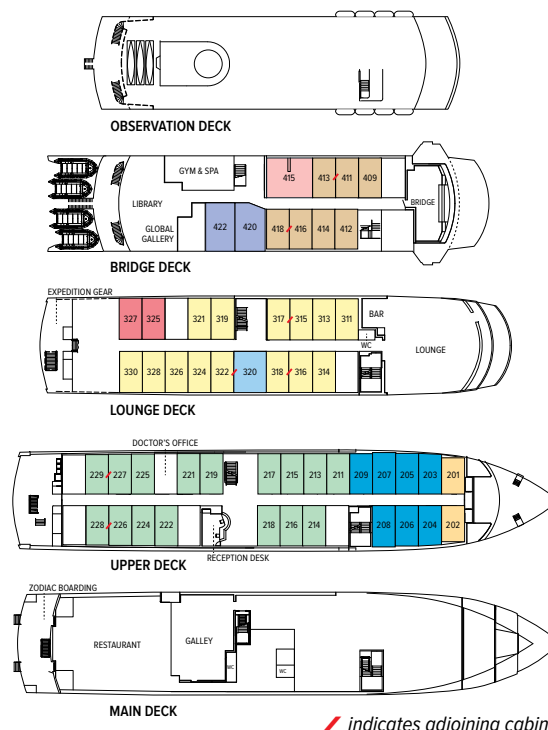 OBSERVATION DECK
GYM & SPA
415 413 411 409
LIBRARY
BRIDGE
GLOBAL
GALLERY
422 420 418 416 414 412
BRIDGE DECK
EXPEDITION GEAR
327 325 321 319 317 315 313 311
BAR
WC
LOUNGE
330 328 326 324 322 320 318 316 314
LOUNGE DECK
DOCTOR'S OFFICE
229 227 225 221 219 217 215 213 211 209 207 205 203 201
228 226 224 222 218 216 214 208 206 204 202
RECEPTION DESK
UPPER DECK
ZODIAC BOARDING
RESTAURANT
GALLEY
WC
WC
MAIN DECK
indicates adjoining cabin